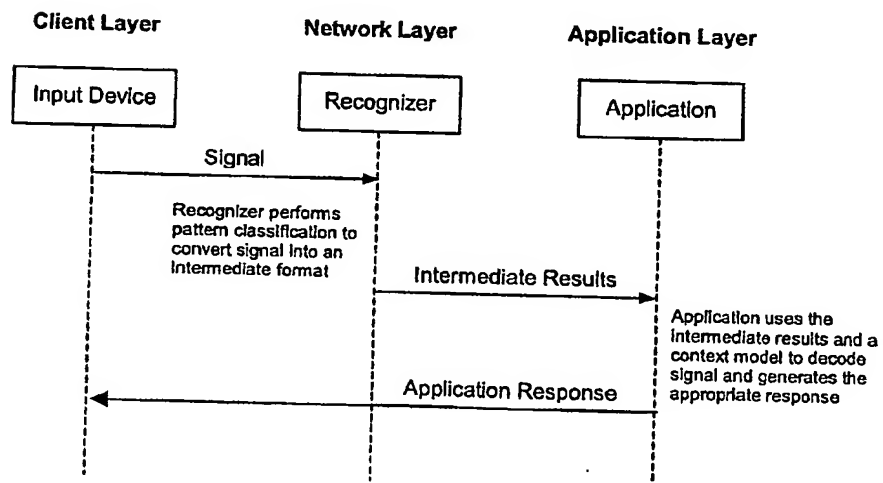 Client Layer
Network Layer
Application Layer
Input Device
Recognizer
Application
Signal
Recognizer performs
pattern classification to
convert signal into an
intermediate format
Intermediate Results
Application uses the
intermediate results and a
context model to decode
signal and generates the
appropriate response
Application Response